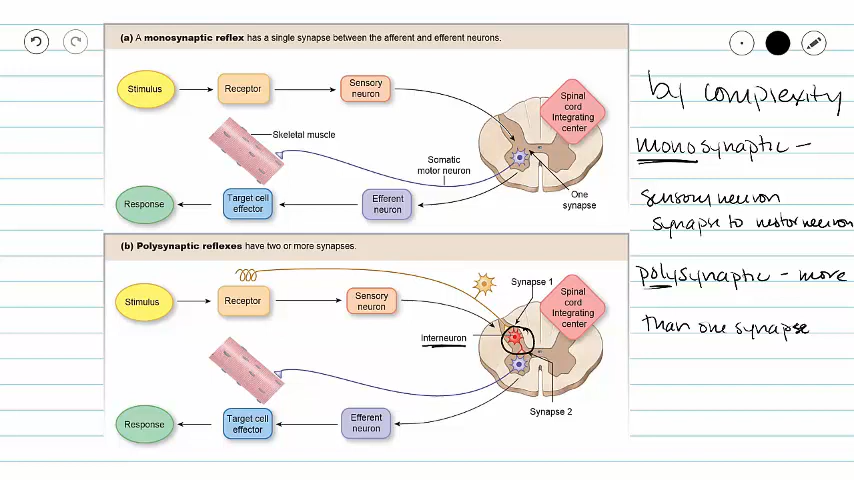 (a) A monosynaptic reflex has a single synapse between the afferent and efferent neurons.
Stimulus
Receptor
Sensory
neuron
Spinal
cord
Integrating
center
Skeletal muscle
Somatic
motor neuron
One
synapse
Response
Target cell
effector
Efferent
neuron
(b) Polysynaptic reflexes have two or more synapses.
Stimulus
Receptor
Sensory
neuron
Synapse 1
Spinal
cord
Integrating
center
Interneuron
Synapse 2
Response
Target cell
effector
Efferent
neuron
by complexity
monosynaptic -
sensory neuron
synapse to motor neuron
polysynaptic - more
than one synapse